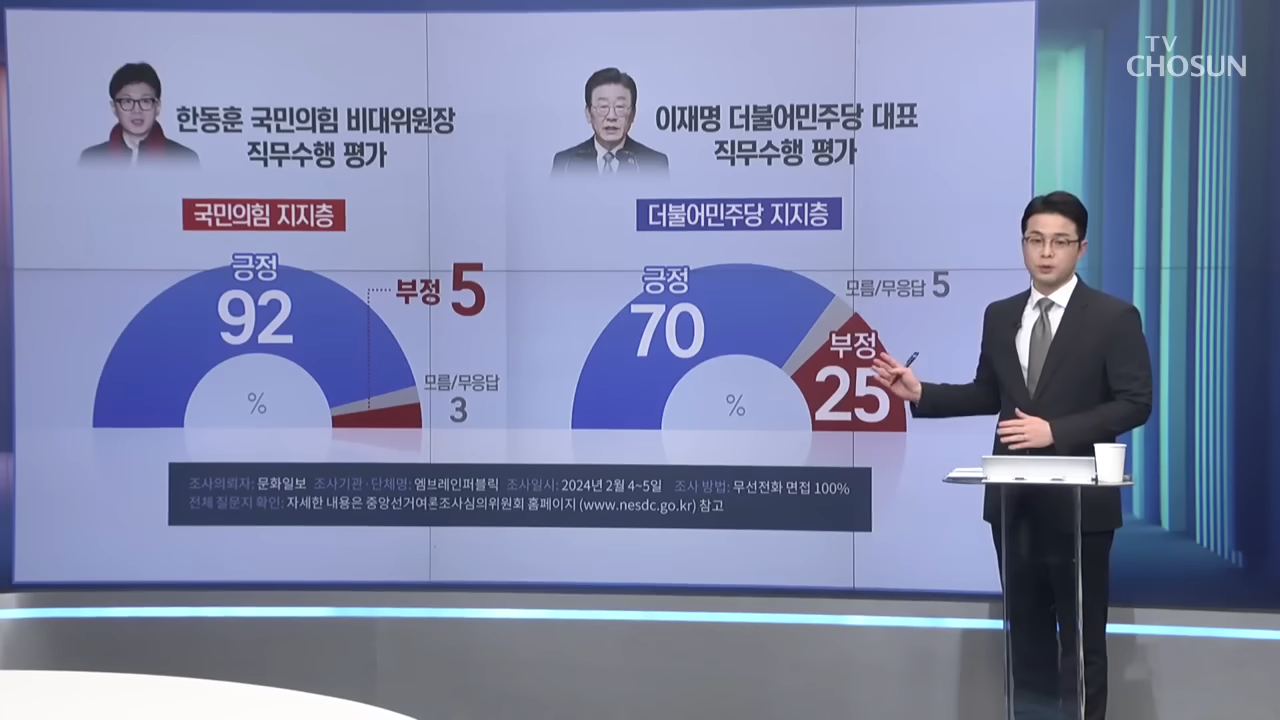 TV
CHOSUN
한동훈 국민의힘 비대위원장
직무수행 평가
국민의힘 지지층
긍정
92
부정 5
모름/무응답
3
%
이재명 더불어민주당 대표
직무수행 평가
더불어민주당 지지층
긍정
70
모름/무응답 5
부정
25
%
조사의뢰자: 문화일보 조사기관·단체명: 엠브레인퍼블릭 조사일시: 2024년 2월 4~5일 조사 방법: 무선전화 면접 100%
전체 질문지 확인: 자세한 내용은 중앙선거여론조사심의위원회 홈페이지 (www.nesdc.go.kr) 참고